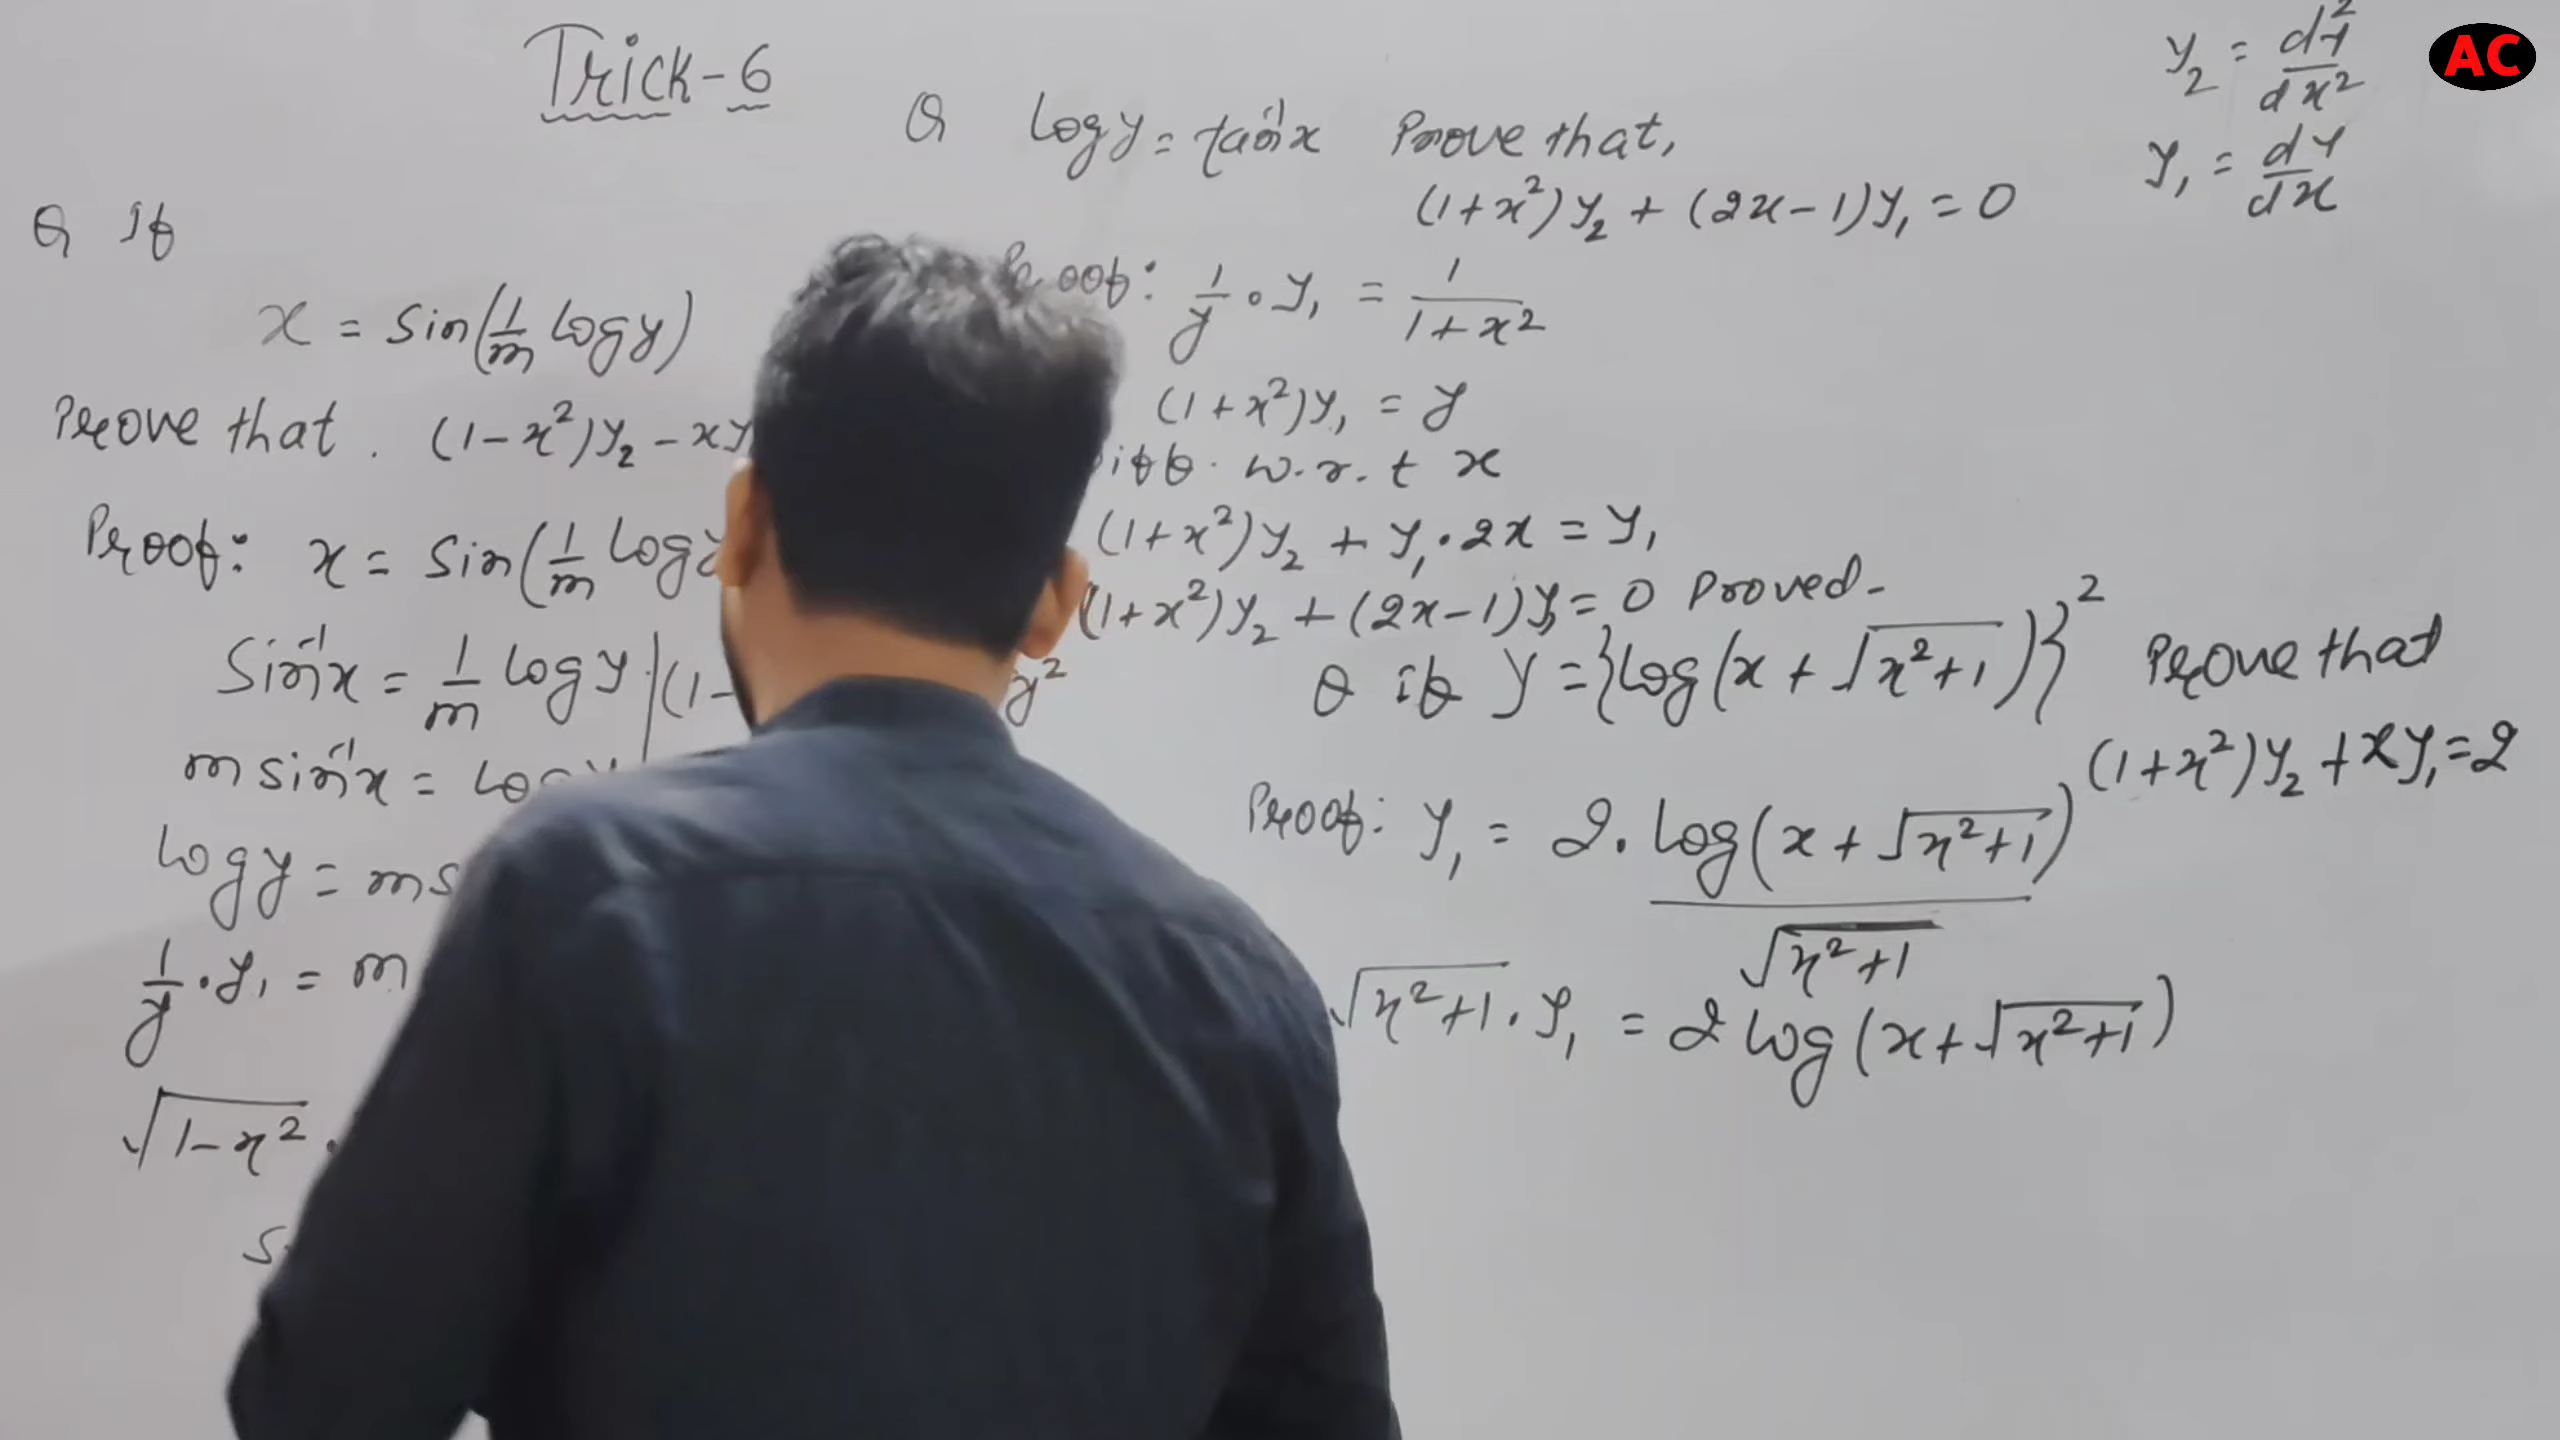 Trick-6
Q If
x = sin(1/m log y)
Prove that. (1-x²)y₂ - xy
Proof: x = sin(1/m log y
sin⁻¹x = 1/m log y | (1-
y²
m sin⁻¹x = log y
log y = ms
1/y · y₁ = m
√(1-x²) ·
Q log y = tan⁻¹x Prove that,
(1+x²)y₂ + (2x-1)y₁ = 0
Proof: 1/y · y₁ = 1/(1+x²)
(1+x²)y₁ = y
Diff. w.r.t x
(1+x²)y₂ + y₁·2x = y₁
(1+x²)y₂ + (2x-1)y₁ = 0 Proved-
Q if y = {log(x + √(x²+1))}² Prove that
(1+x²)y₂ + xy₁ = 2
Proof: y₁ = 2. log(x + √(x²+1)) / √(x²+1)
√(x²+1) · y₁ = 2 log(x + √(x²+1))
y₂ = d²y/dx²
y₁ = dy/dx
AC